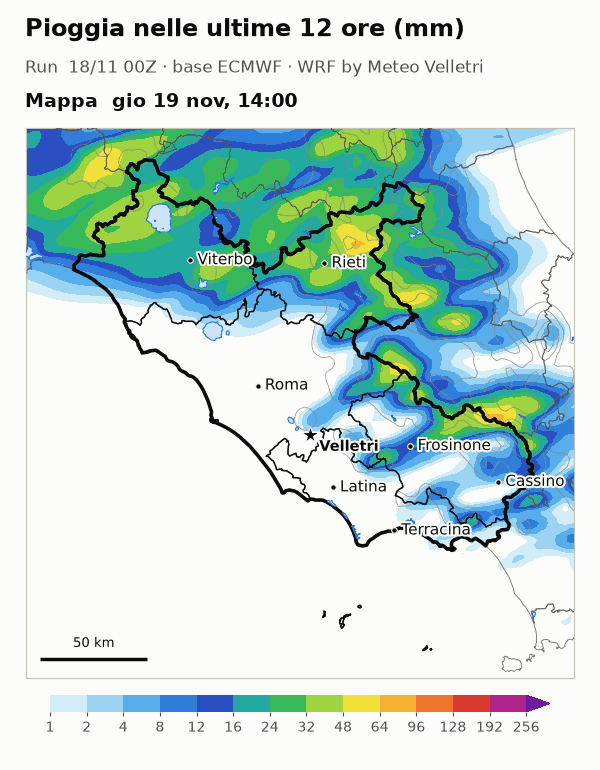 Pioggia nelle ultime 12 ore (mm)
Run  18/11 00Z · base ECMWF · WRF by Meteo Velletri
Mappa  gio 19 nov, 14:00
Viterbo
Rieti
Roma
Velletri
Frosinone
Cassino
Latina
Terracina
50 km
1 2 4 8 12 16 24 32 48 64 96 128 192 256